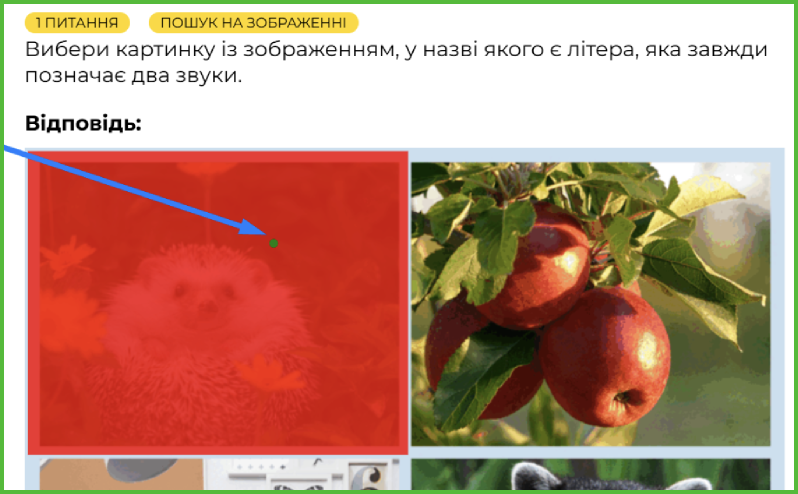 1 ПИТАННЯ ПОШУК НА ЗОБРАЖЕННІ
Вибери картинку із зображенням, у назві якого є літера, яка завжди
позначає два звуки.
Відповідь: